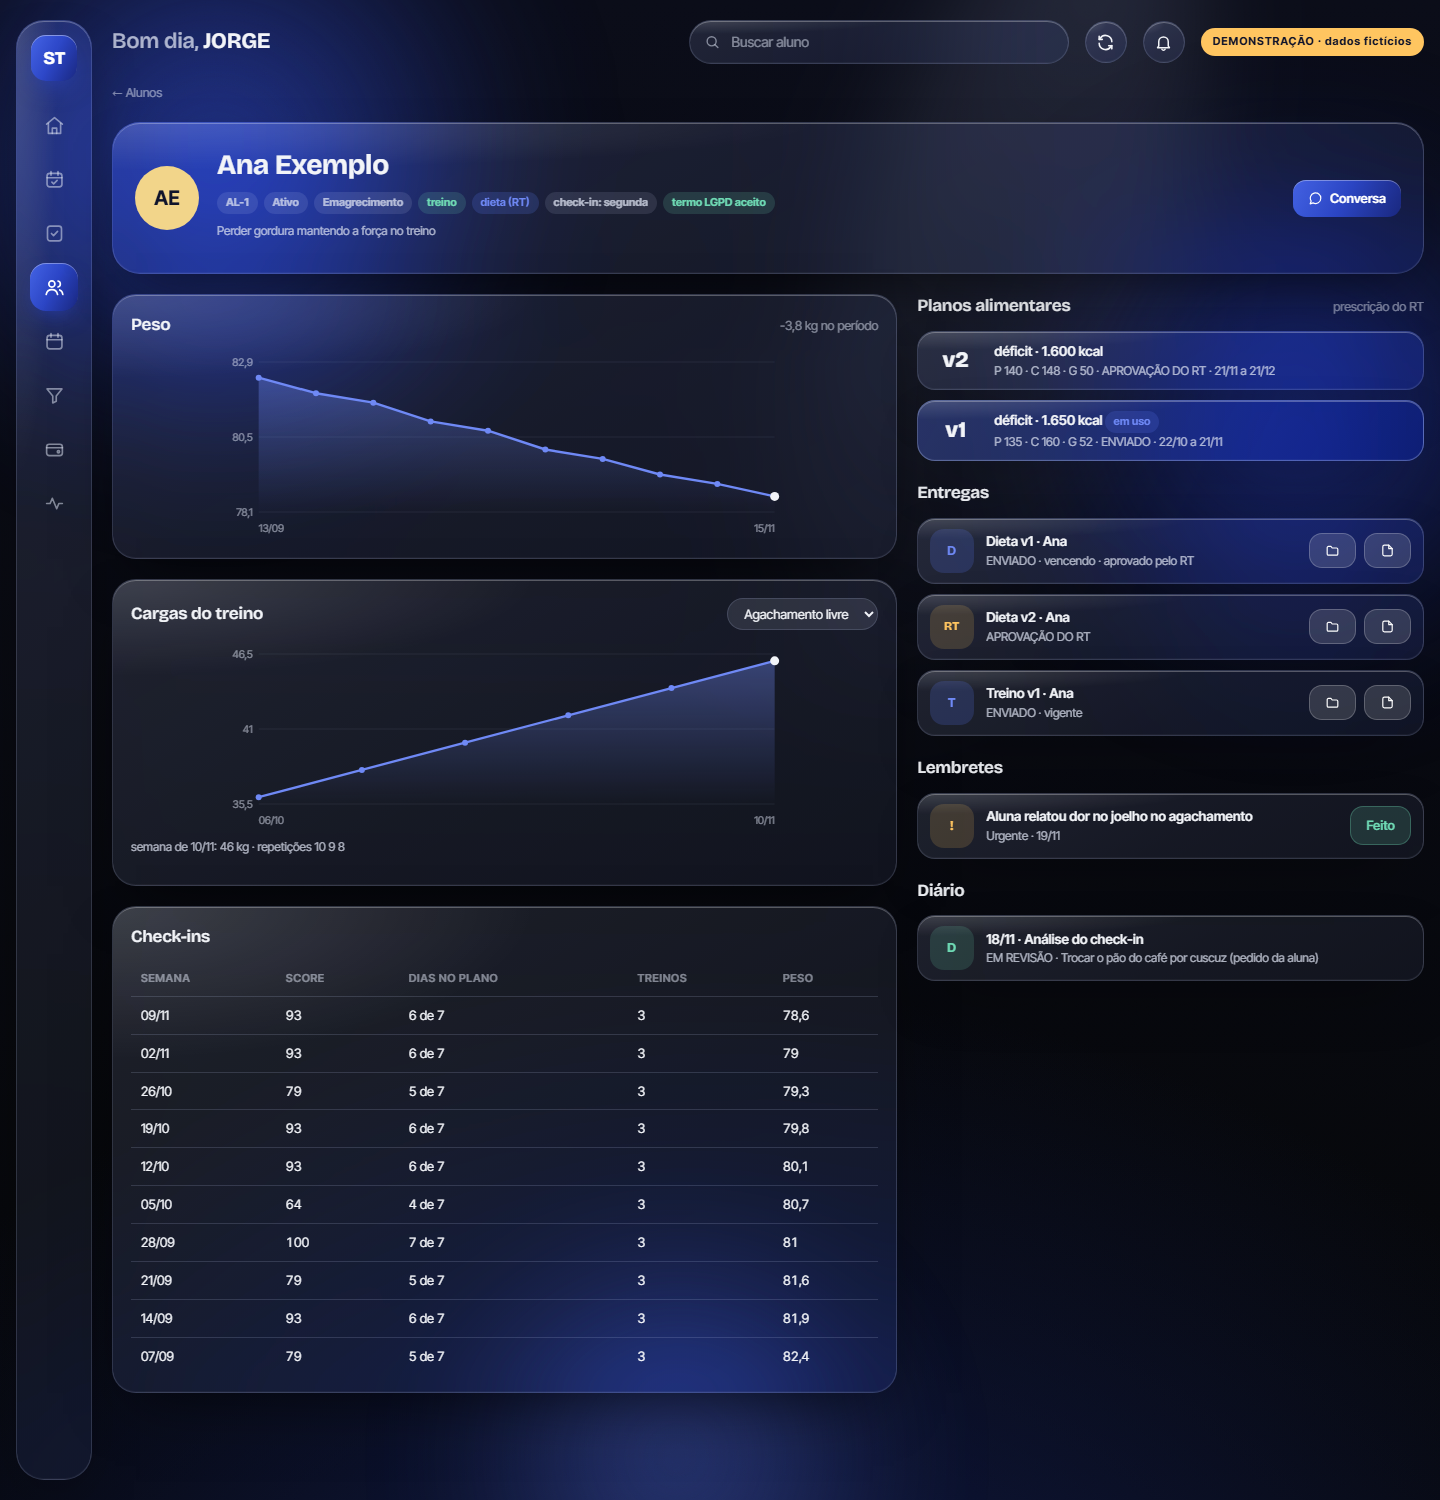 ST
Bom dia, JORGE
Buscar aluno
DEMONSTRAÇÃO · dados fictícios
← Alunos
AE
Ana Exemplo
AL-1 Ativo Emagrecimento treino dieta (RT) check-in: segunda termo LGPD aceito
Perder gordura mantendo a força no treino
Conversa
Peso
-3,8 kg no período
82,9
80,5
78,1
13/09 15/11
Cargas do treino
Agachamento livre
46,5
41
35,5
06/10 10/11
semana de 10/11: 46 kg · repetições 10 9 8
Check-ins
SEMANA SCORE DIAS NO PLANO TREINOS PESO
09/11 93 6 de 7 3 78,6
02/11 93 6 de 7 3 79
26/10 79 5 de 7 3 79,3
19/10 93 6 de 7 3 79,8
12/10 93 6 de 7 3 80,1
05/10 64 4 de 7 3 80,7
28/09 100 7 de 7 3 81
21/09 79 5 de 7 3 81,6
14/09 93 6 de 7 3 81,9
07/09 79 5 de 7 3 82,4
Planos alimentares
prescrição do RT
v2
déficit · 1.600 kcal
P 140 · C 148 · G 50 · APROVAÇÃO DO RT · 21/11 a 21/12
v1
déficit · 1.650 kcal em uso
P 135 · C 160 · G 52 · ENVIADO · 22/10 a 21/11
Entregas
D
Dieta v1 · Ana
ENVIADO · vencendo · aprovado pelo RT
RT
Dieta v2 · Ana
APROVAÇÃO DO RT
T
Treino v1 · Ana
ENVIADO · vigente
Lembretes
!
Aluna relatou dor no joelho no agachamento
Urgente · 19/11
Feito
Diário
D
18/11 · Análise do check-in
EM REVISÃO · Trocar o pão do café por cuscuz (pedido da aluna)